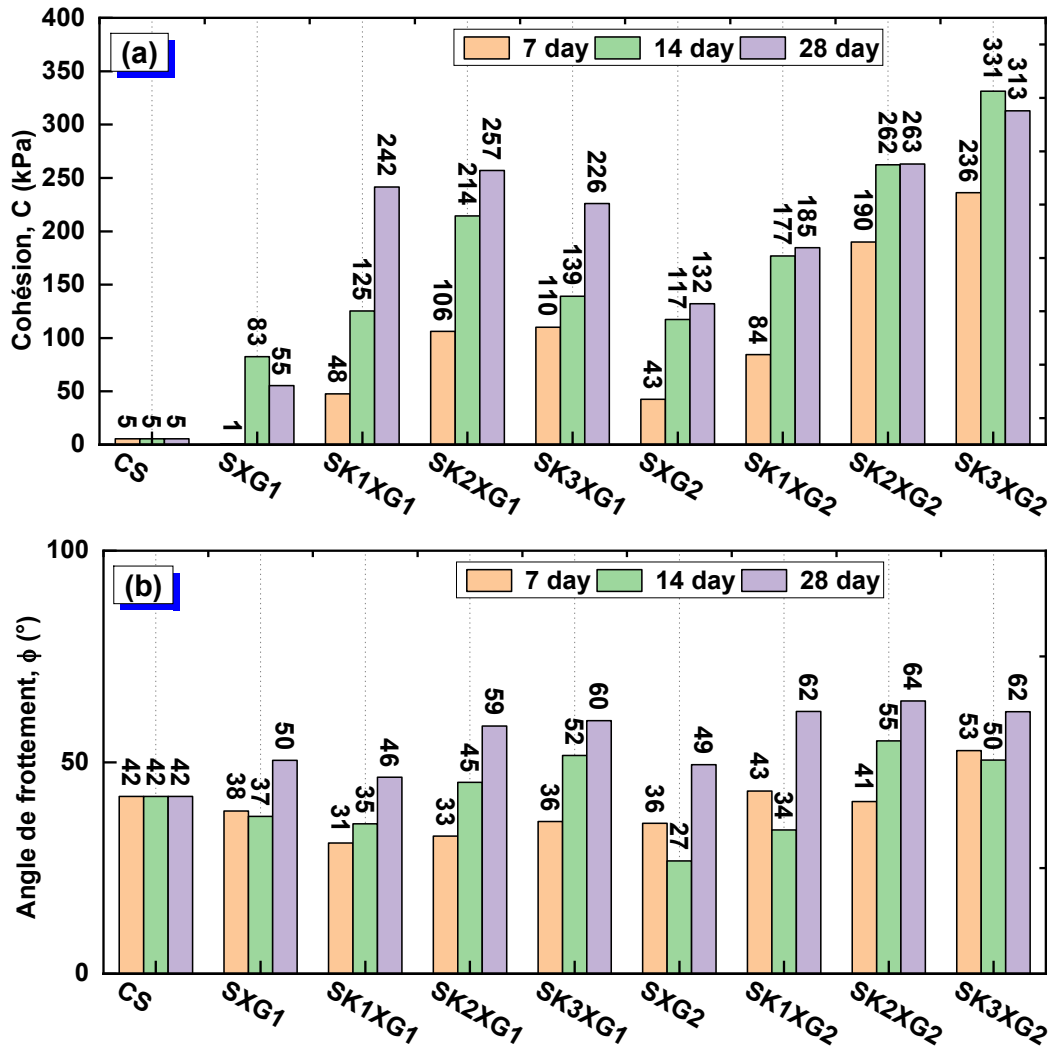 (a)
7 day 14 day 28 day
Cohésion, C (kPa)
400
350
300
250
200
150
100
50
0
5 5 5
1 83 55
48 125 242
106 214 257
110 139 226
43 117 132
84 177 185
190 262 263
236 331 313
CS SXG1 SK1XG1 SK2XG1 SK3XG1 SXG2 SK1XG2 SK2XG2 SK3XG2
(b)
7 day 14 day 28 day
Angle de frottement, ϕ (°)
100
50
0
42 42 42
38 37 50
31 35 46
33 45 59
36 52 60
36 27 49
43 34 62
41 55 64
53 50 62
CS SXG1 SK1XG1 SK2XG1 SK3XG1 SXG2 SK1XG2 SK2XG2 SK3XG2